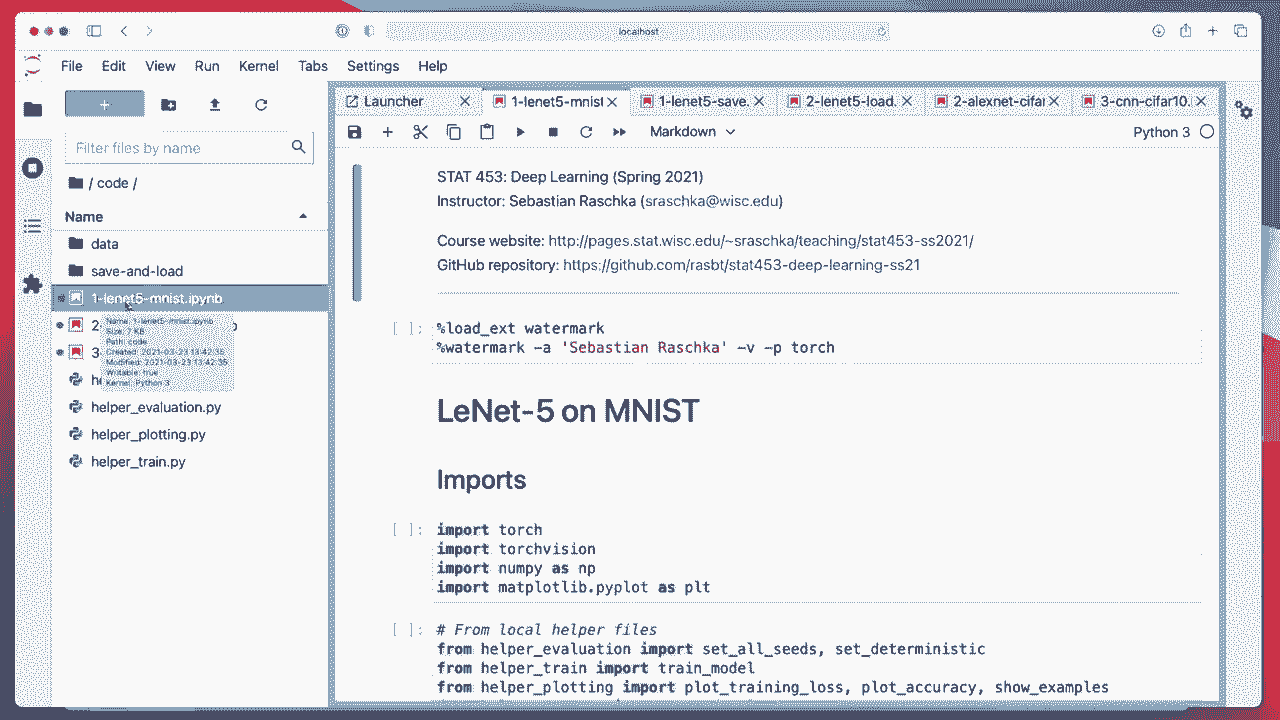 localhost
File Edit View Run Kernel Tabs Settings Help
Launcher 1-lenet5-mnist 1-lenet5-save. 2-lenet5-load. 2-alexnet-cifar 3-cnn-cifar10.
Markdown Python 3
Filter files by name
/ code /
Name
data
save-and-load
1-lenet5-mnist.ipynb
2
3
Name: 1-lenet5-mnist.ipynb
Size: 7 KB
Path: code
Created: 2021-03-23 13:42:35
Modified: 2021-03-23 13:42:35
Writable: true
Kernel: Python 3
helper_evaluation.py
helper_plotting.py
helper_train.py
STAT 453: Deep Learning (Spring 2021)
Instructor: Sebastian Raschka (sraschka@wisc.edu)
Course website: http://pages.stat.wisc.edu/~sraschka/teaching/stat453-ss2021/
GitHub repository: https://github.com/rasbt/stat453-deep-learning-ss21
[ ]: %load_ext watermark
%watermark -a 'Sebastian Raschka' -v -p torch
LeNet-5 on MNIST
Imports
[ ]: import torch
import torchvision
import numpy as np
import matplotlib.pyplot as plt
[ ]: # From local helper files
from helper_evaluation import set_all_seeds, set_deterministic
from helper_train import train_model
from helper_plotting import plot_training_loss, plot_accuracy, show_examples